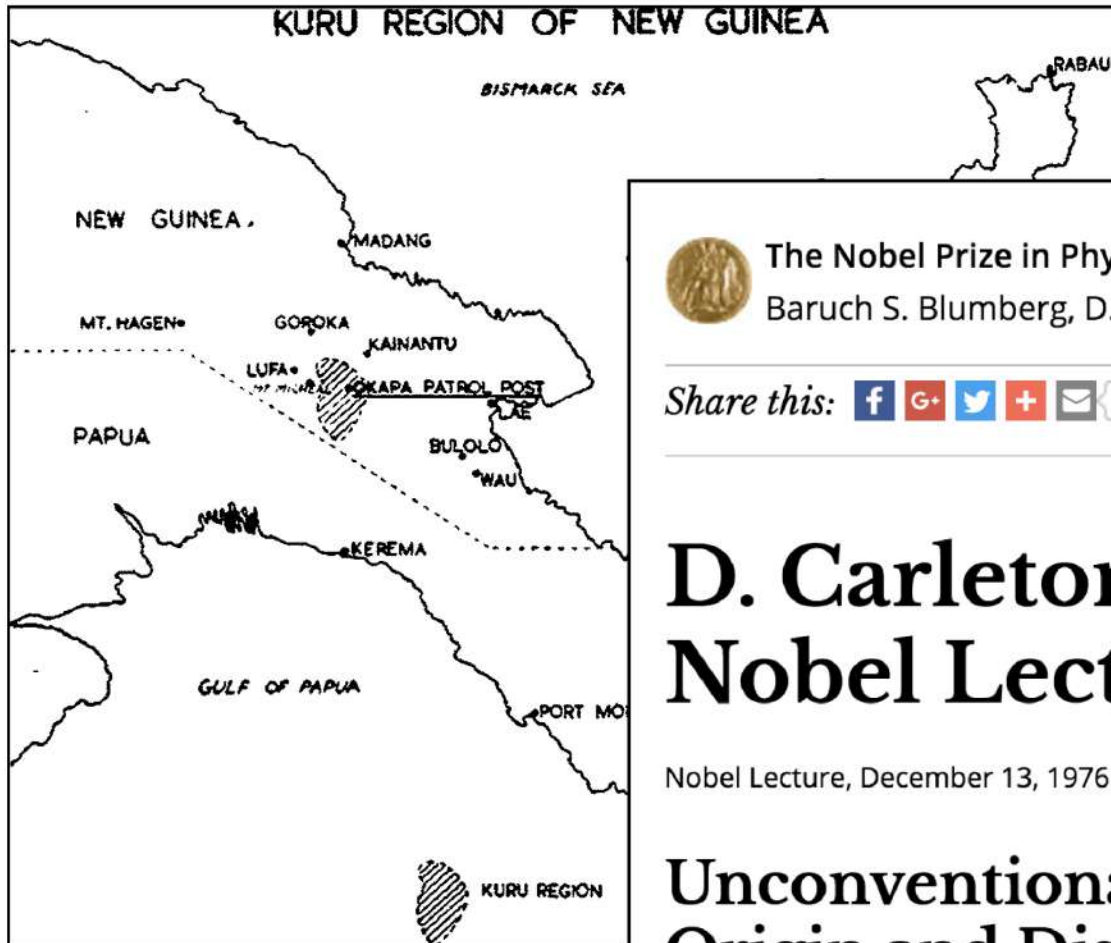 KURU REGION OF NEW GUINEA
BISMARCK SEA
RABAU
NEW GUINEA.
MADANG
MT. HAGEN
GOROKA
KAINANTU
LUFA
OKAPA PATROL POST
AE
PAPUA
BULOLO
WAU
KEREMA
GULF OF PAPUA
PORT MO
KURU REGION
The Nobel Prize in Phy
Baruch S. Blumberg, D.
Share this:
D. Carleton
Nobel Lect
Nobel Lecture, December 13, 1976
Unconventiona